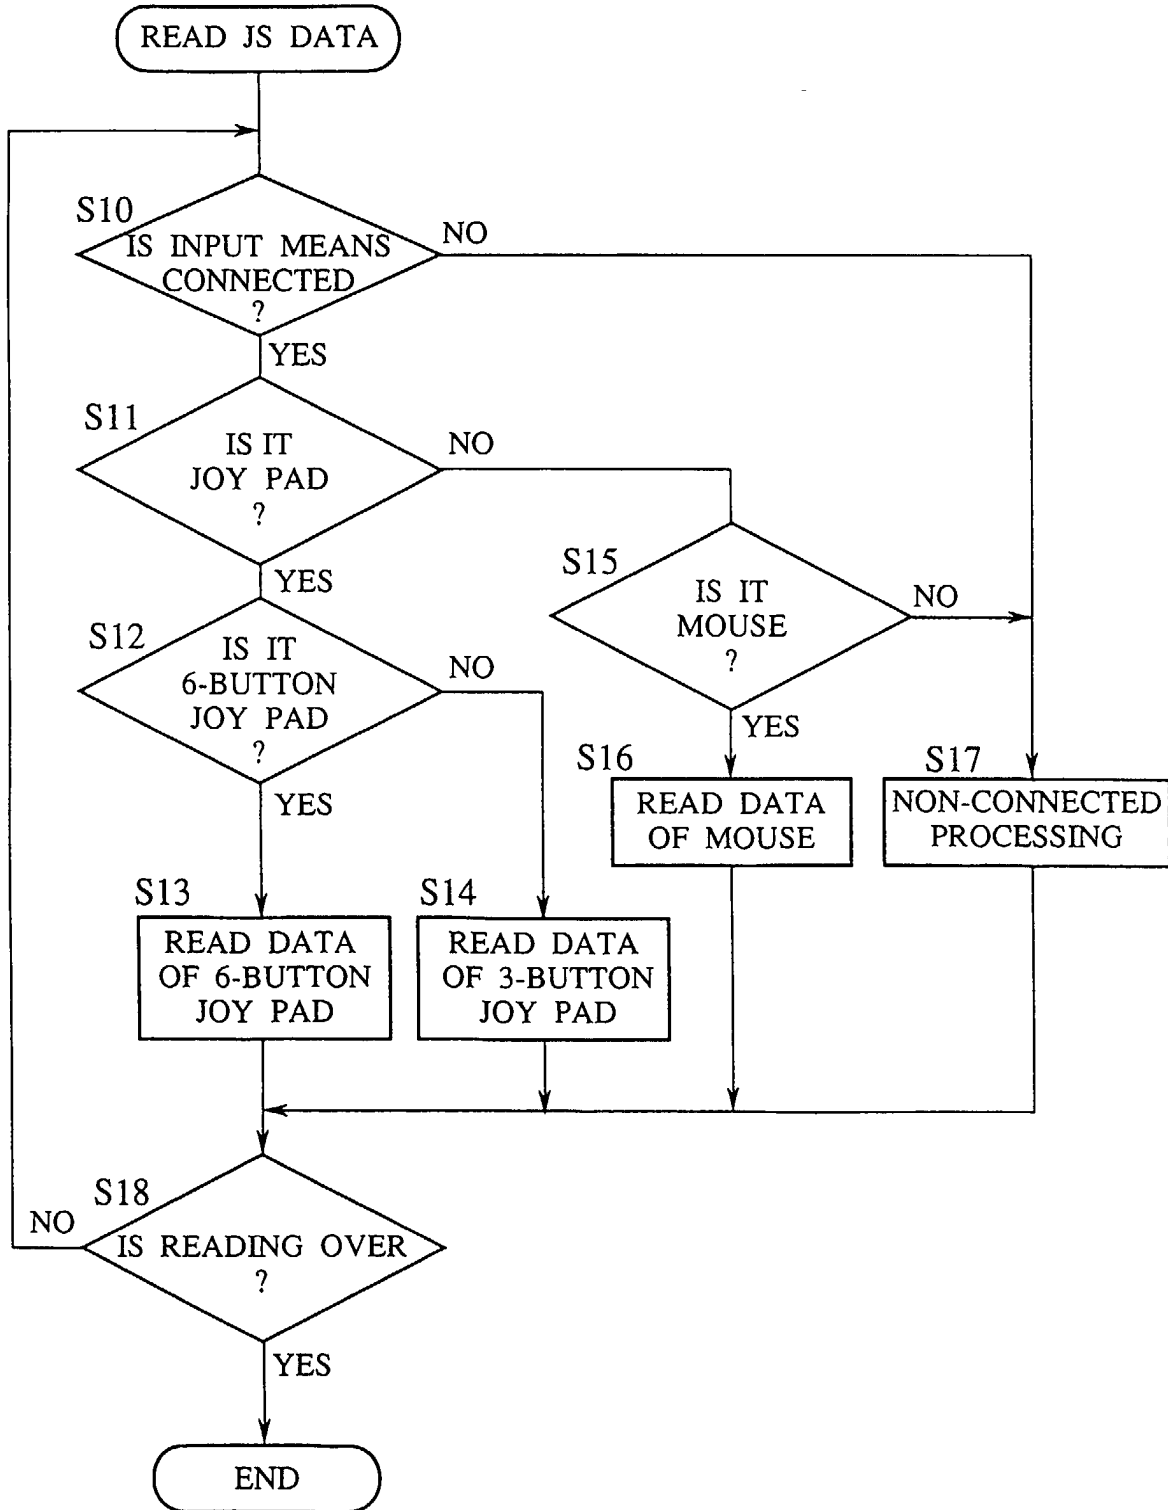 READ JS DATA
S10
IS INPUT MEANS
CONNECTED
?
NO
YES
S11
IS IT
JOY PAD
?
NO
YES
S15
IS IT
MOUSE
?
NO
YES
S12
IS IT
6-BUTTON
JOY PAD
?
NO
YES
S16
READ DATA
OF MOUSE
S17
NON-CONNECTED
PROCESSING
S13
READ DATA
OF 6-BUTTON
JOY PAD
S14
READ DATA
OF 3-BUTTON
JOY PAD
S18
NO
IS READING OVER
?
YES
END